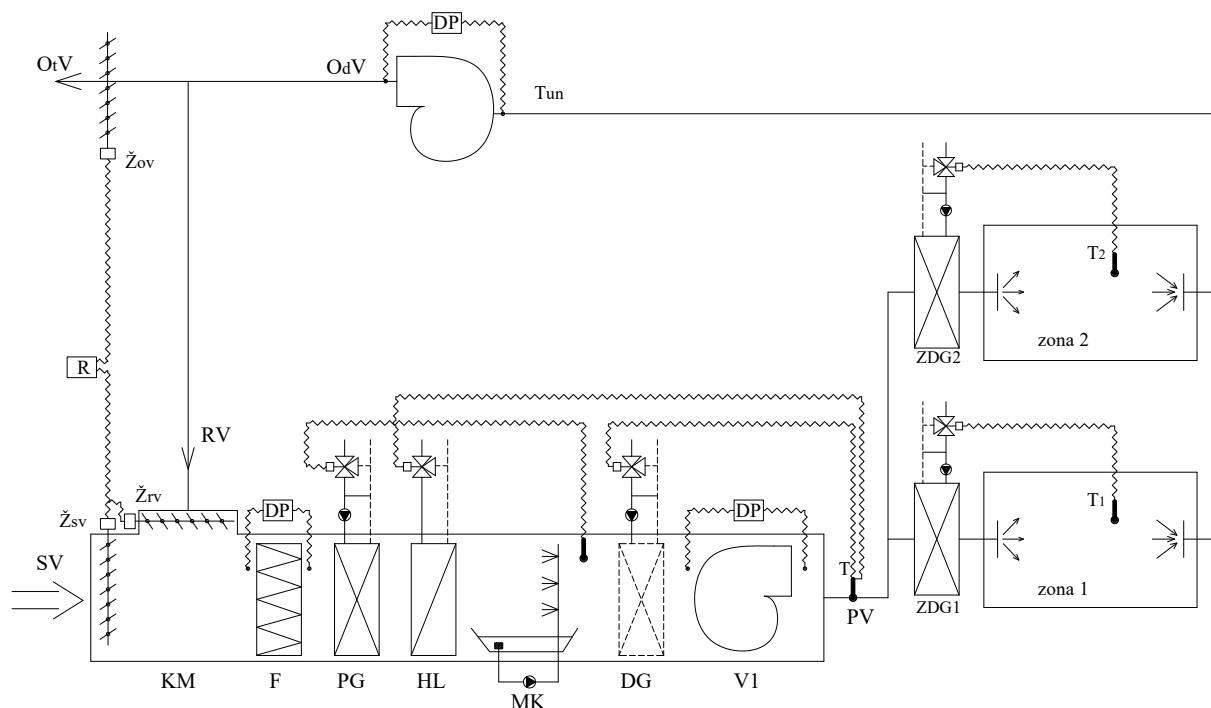 DP
OtV
OdV
Tun
Žov
T2
zona 2
ZDG2
R
RV
Žrv
Žsv
DP
DP
T1
SV
T
zona 1
PV
ZDG1
KM
F
PG
HL
MK
DG
V1